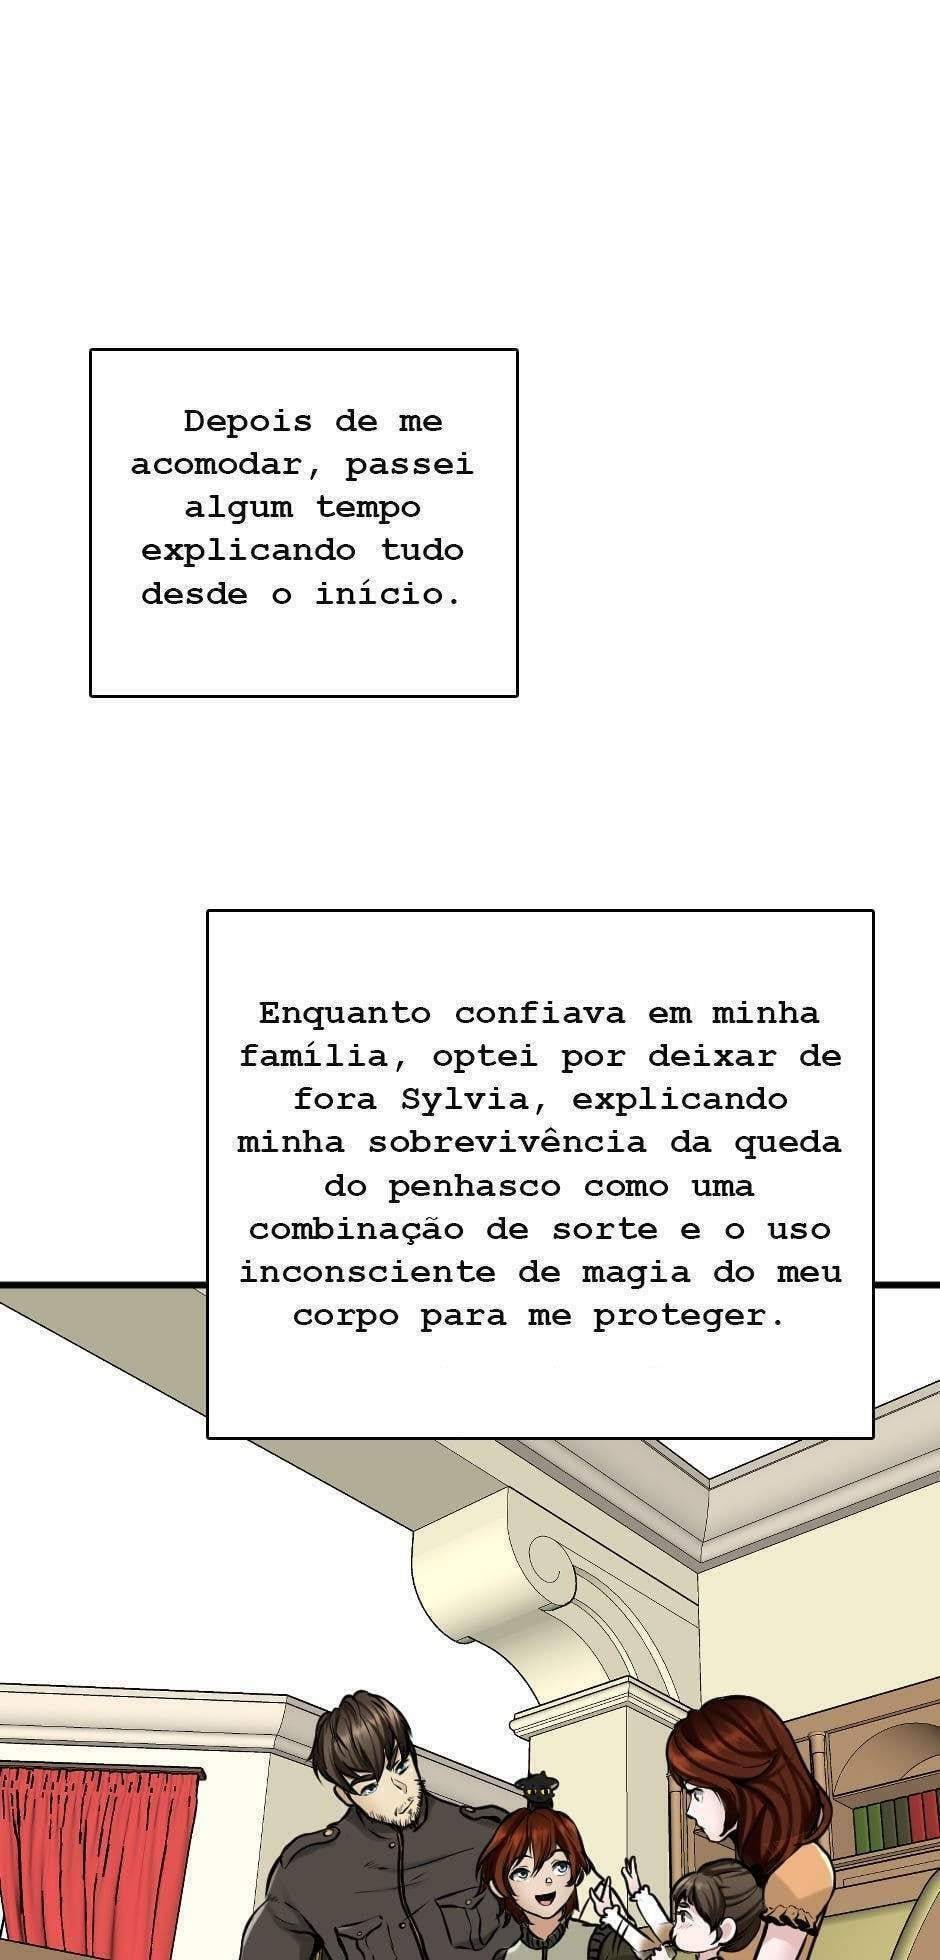 Depois de me
acomodar, passei
algum tempo
explicando tudo
desde o início.
Enquanto confiava em minha
família, optei por deixar de
fora Sylvia, explicando
minha sobrevivência da queda
do penhasco como uma
combinação de sorte e o uso
inconsciente de magia do meu
corpo para me proteger.